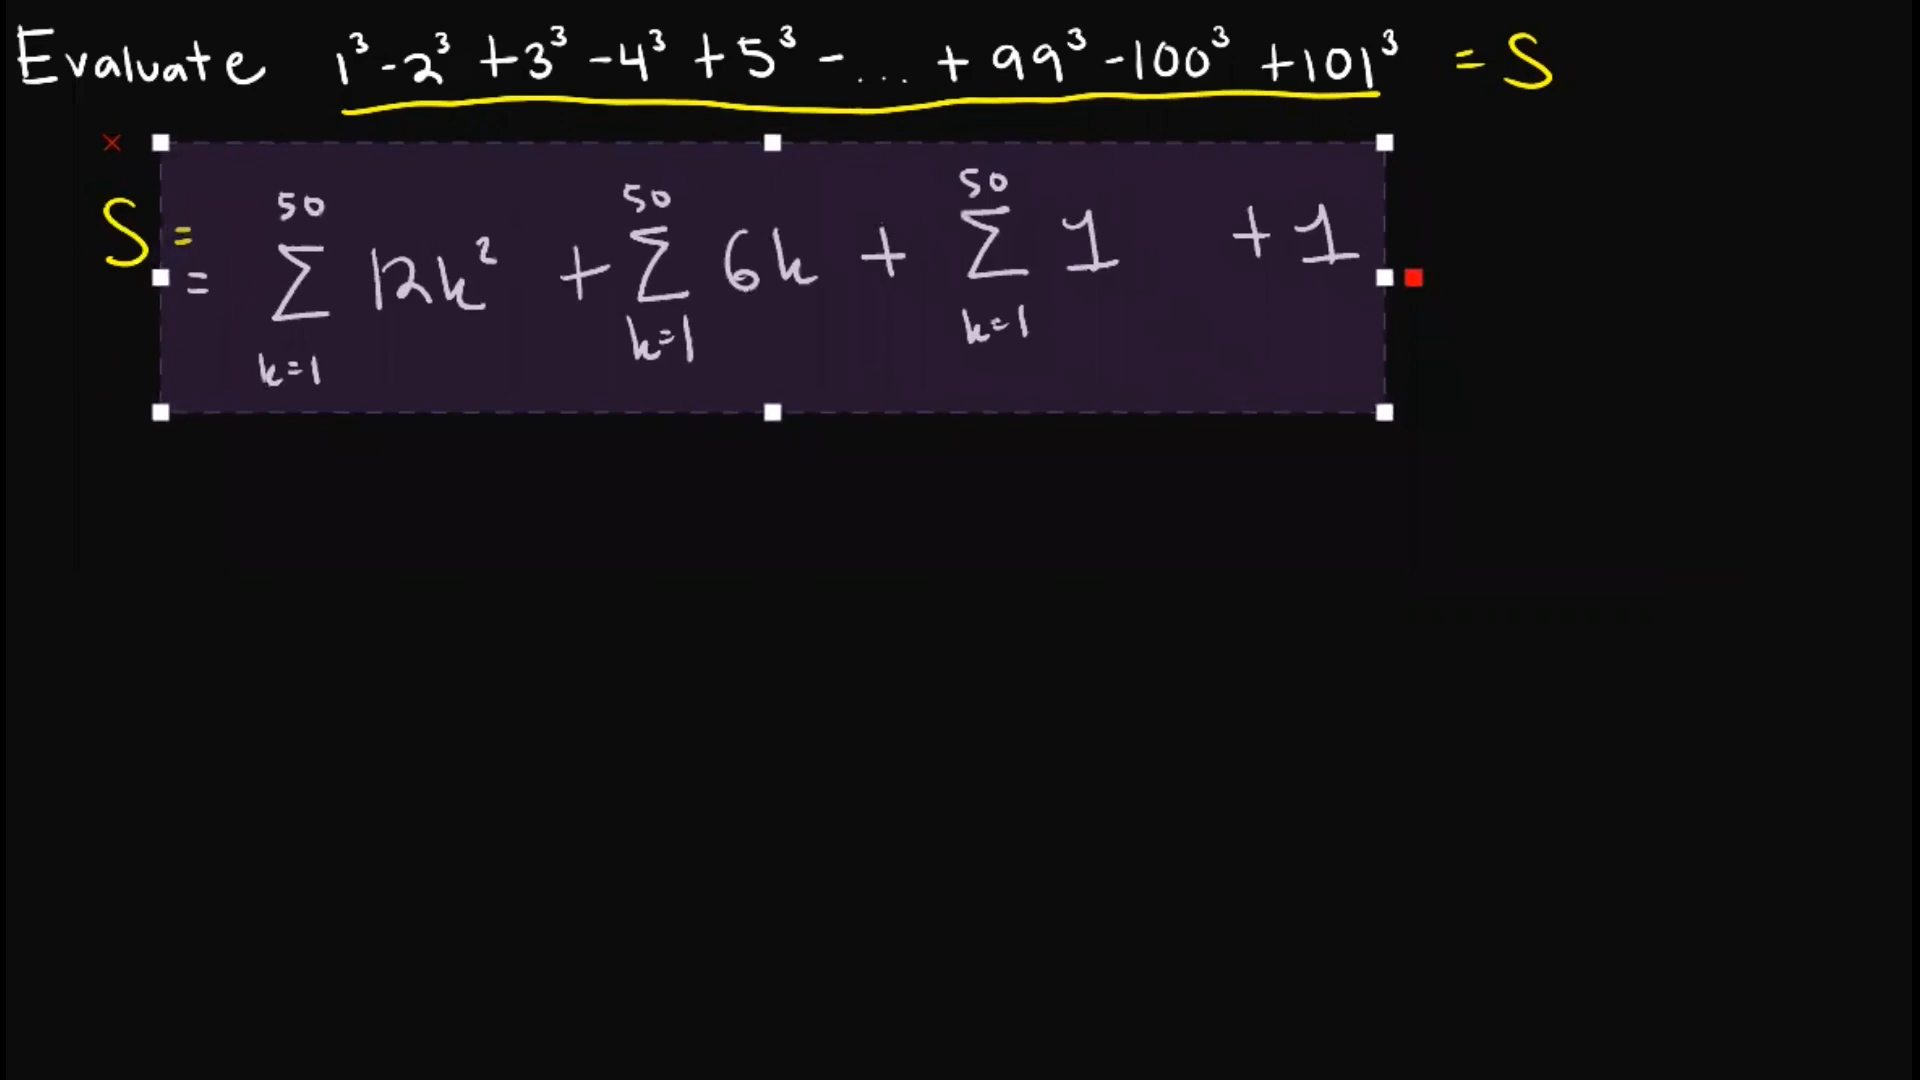 Evaluate 1³ - 2³ + 3³ - 4³ + 5³ - ... + 99³ - 100³ + 101³ = S
S = = ∑_{k=1}^{50} 12k² + ∑_{k=1}^{50} 6k + ∑_{k=1}^{50} 1 + 1